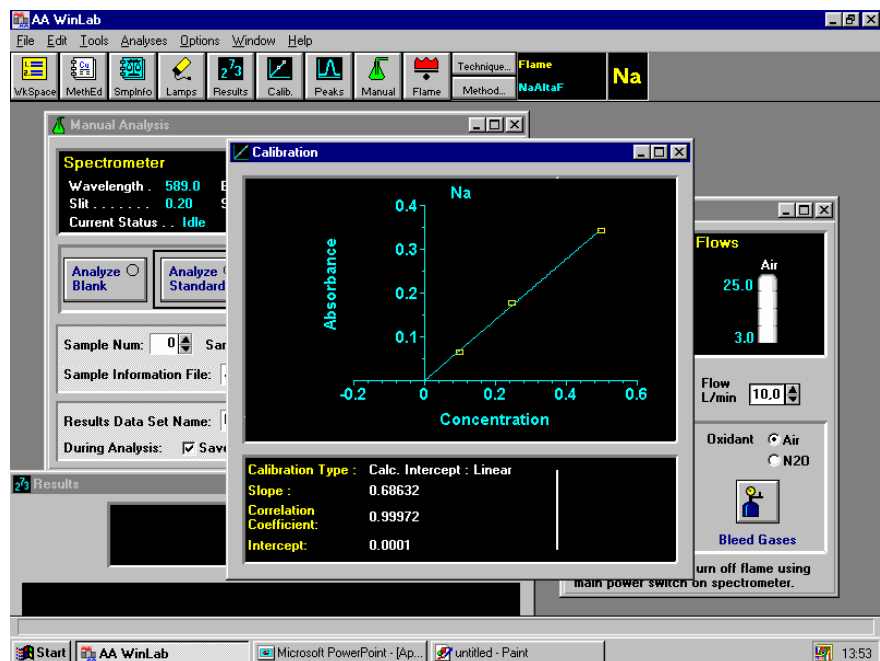 AA WinLab
File Edit Tools Analyses Options Window Help
WkSpace MethEd SmpInfo Lamps Results Calib. Peaks Manual Flame
Technique...
Method...
Flame
NaAltaF
Na
Manual Analysis
Spectrometer
Wavelength . 589.0
Slit . . . . . . . 0.20
Current Status . . Idle
Analyze Blank
Analyze
Standard
Sample Num: 0
Sample Information File:
Results Data Set Name:
During Analysis: Save
Calibration
Na
Absorbance
0.4
0.3
0.2
0.1
-0.2 0 0.2 0.4 0.6
Concentration
Calibration Type : Calc. Intercept : Linear
Slope : 0.68632
Correlation
Coefficient: 0.99972
Intercept: 0.0001
Flows
Air
25.0
3.0
Flow
L/min 10,0
Oxidant Air
N2O
Bleed Gases
urn off flame using
main power switch on spectrometer.
Results
Start AA WinLab Microsoft PowerPoint - [Ap... untitled - Paint 13:53